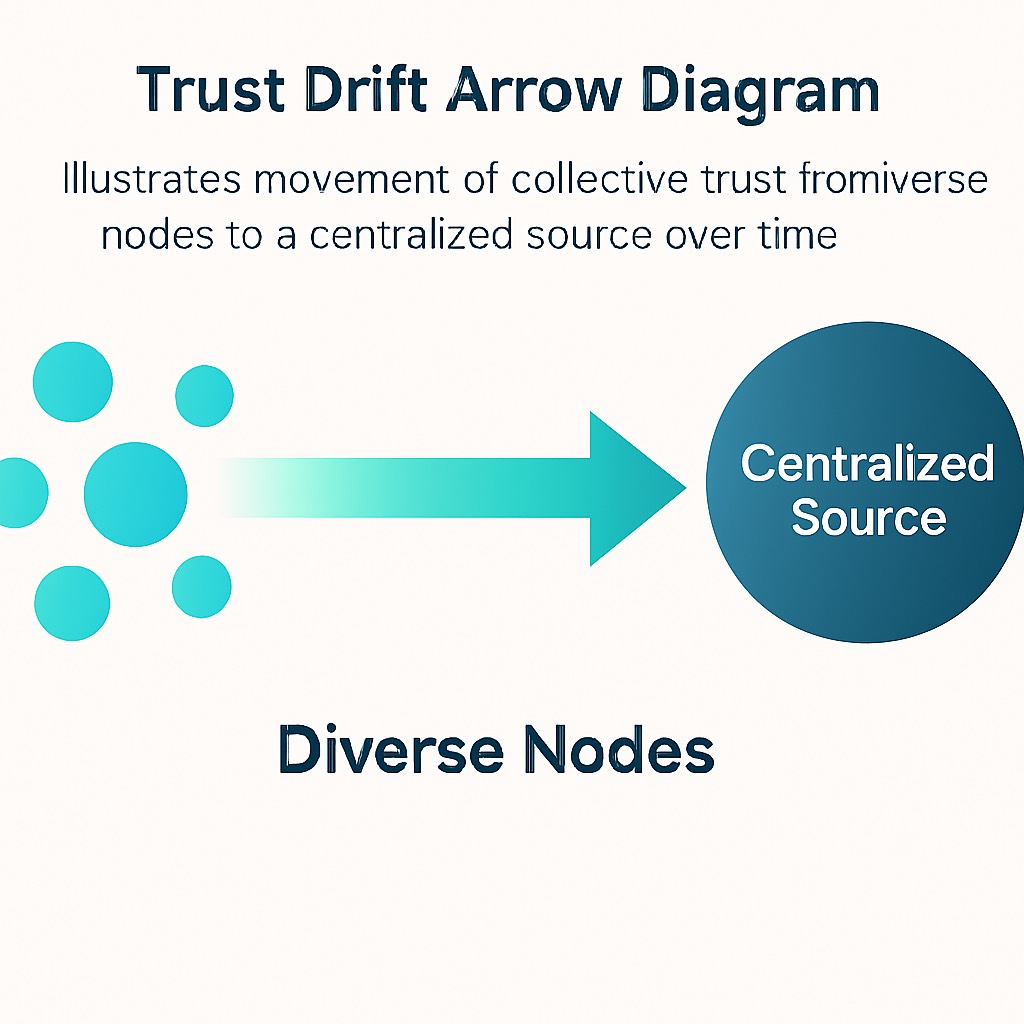 Trust Drift Arrow Diagram
Illustrates movement of collective trust fromiverse
nodes to a centralized source over time
Centralized
Source
Diverse Nodes